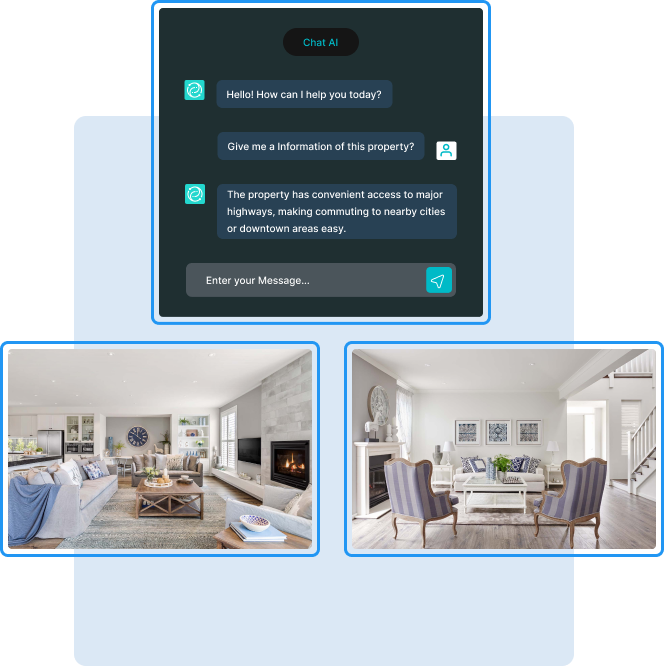 Chat AI
Hello! How can I help you today?
Give me a Information of this property?
The property has convenient access to major
highways, making commuting to nearby cities
or downtown areas easy.
Enter your Message...